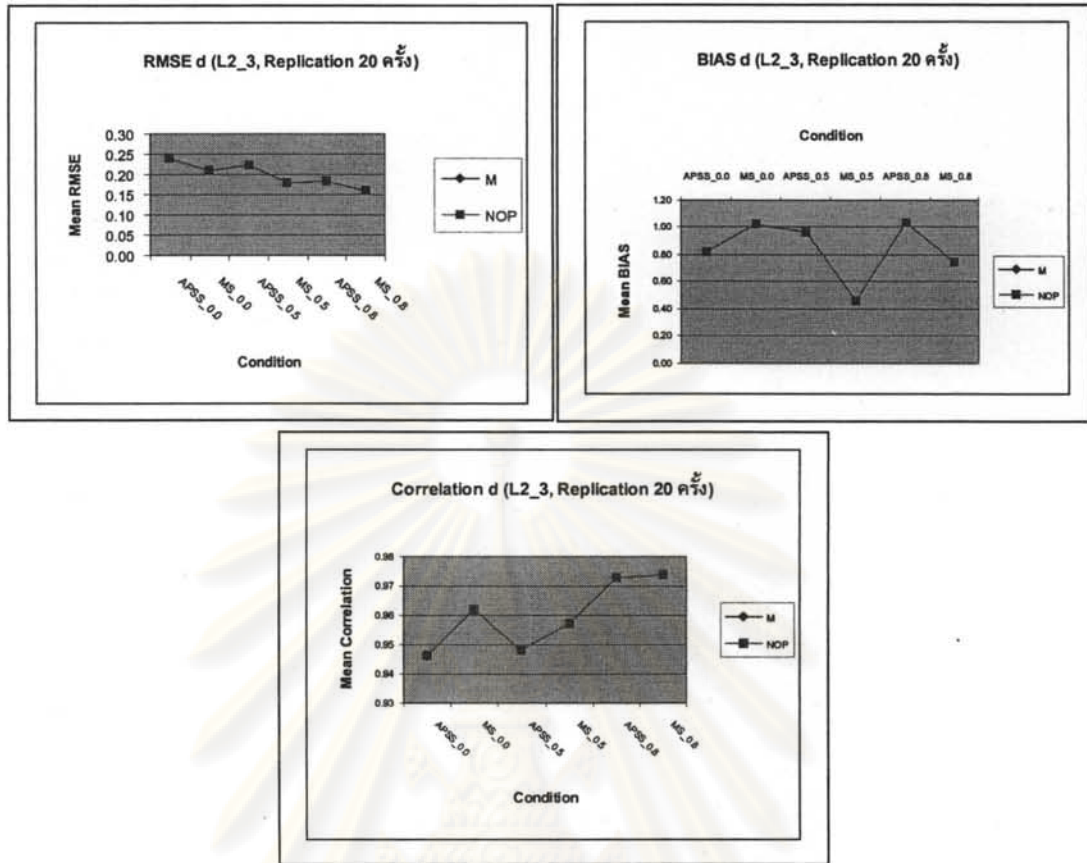 RMSE d (L2_3, Replication 20 ครั้ง)
Mean RMSE
0.30
0.25
0.20
0.15
0.10
0.05
0.00
APSS_0.0
MS_0.0
APSS_0.5
MS_0.5
APSS_0.8
MS_0.8
Condition
M
NOP
BIAS d (L2_3, Replication 20 ครั้ง)
Condition
APSS_0.0 MS_0.0 APSS_0.5 MS_0.5 APSS_0.8 MS_0.8
Mean BIAS
1.20
1.00
0.80
0.60
0.40
0.20
0.00
M
NOP
Correlation d (L2_3, Replication 20 ครั้ง)
Mean Correlation
0.98
0.97
0.96
0.95
0.94
0.93
APSS_0.0
MS_0.0
APSS_0.5
MS_0.5
APSS_0.8
MS_0.8
Condition
M
NOP